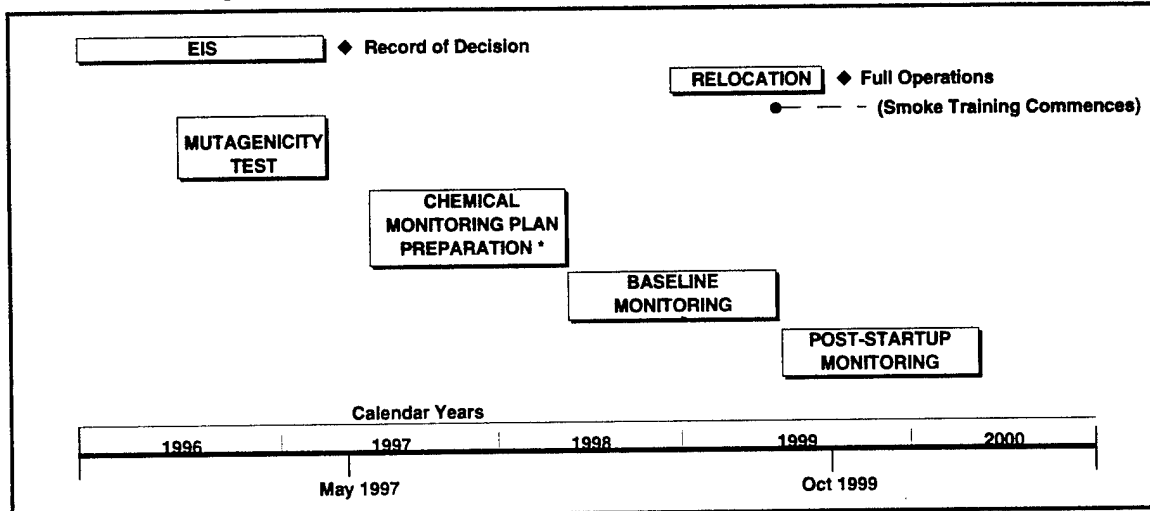 EIS
Record of Decision
RELOCATION
Full Operations
(Smoke Training Commences)
MUTAGENICITY
TEST
CHEMICAL
MONITORING PLAN
PREPARATION *
BASELINE
MONITORING
POST-STARTUP
MONITORING
Calendar Years
1996 1997 1998 1999 2000
May 1997 Oct 1999